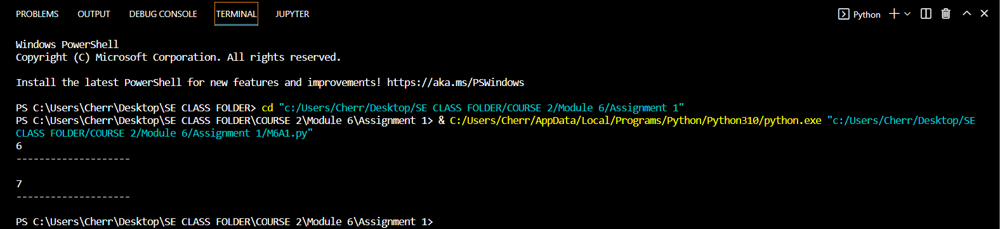 PROBLEMS OUTPUT DEBUG CONSOLE TERMINAL JUPYTER Python
Windows PowerShell
Copyright (C) Microsoft Corporation. All rights reserved.
Install the latest PowerShell for new features and improvements! https://aka.ms/PSWindows
PS C:\Users\Cherr\Desktop\SE CLASS FOLDER> cd "c:/Users/Cherr/Desktop/SE CLASS FOLDER/COURSE 2/Module 6/Assignment 1"
PS C:\Users\Cherr\Desktop\SE CLASS FOLDER\COURSE 2\Module 6\Assignment 1> & C:/Users/Cherr/AppData/Local/Programs/Python/Python310/python.exe "c:/Users/Cherr/Desktop/SE
CLASS FOLDER/COURSE 2/Module 6/Assignment 1/M6A1.py"
6
--------------------
7
--------------------
PS C:\Users\Cherr\Desktop\SE CLASS FOLDER\COURSE 2\Module 6\Assignment 1>